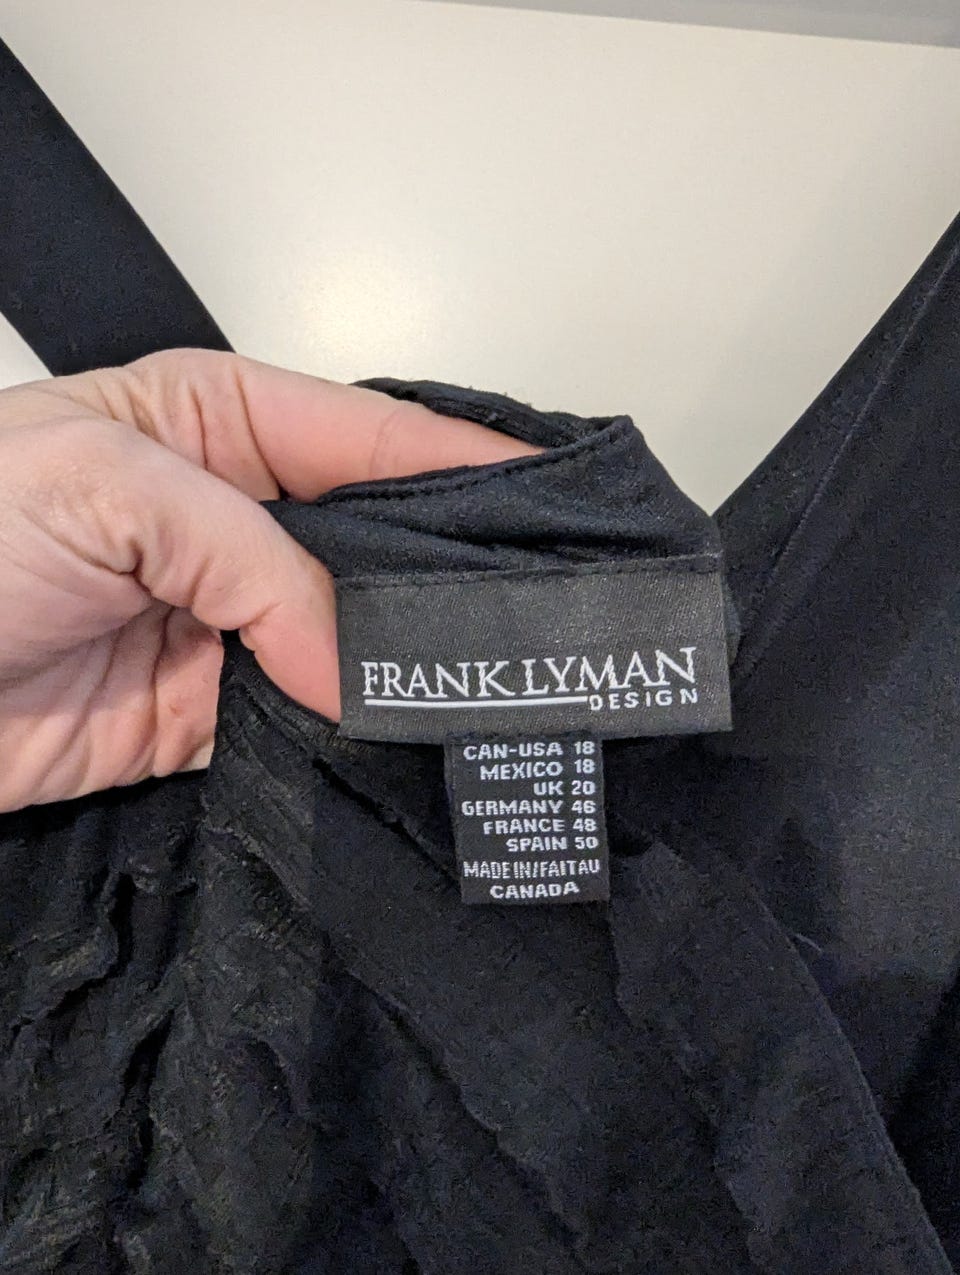 FRANK LYMAN
DESIGN
CAN-USA 18
MEXICO 18
UK 20
GERMANY 46
FRANCE 48
SPAIN 50
MADE IN/FAIT AU
CANADA